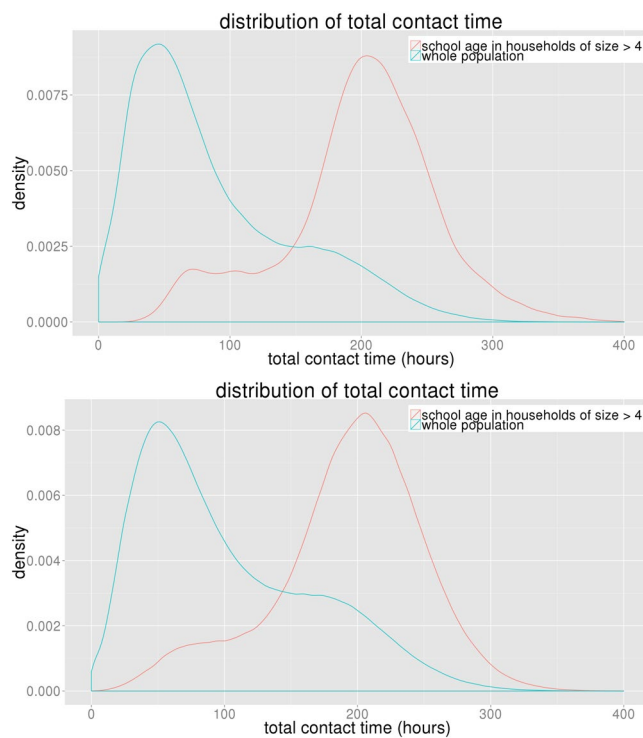 distribution of total contact time
school age in households of size > 4
whole population
0.0075
0.0050
0.0025
0.0000
density
0 100 200 300 400
total contact time (hours)
distribution of total contact time
school age in households of size > 4
whole population
0.008
0.006
0.004
0.002
0.000
density
0 100 200 300 400
total contact time (hours)